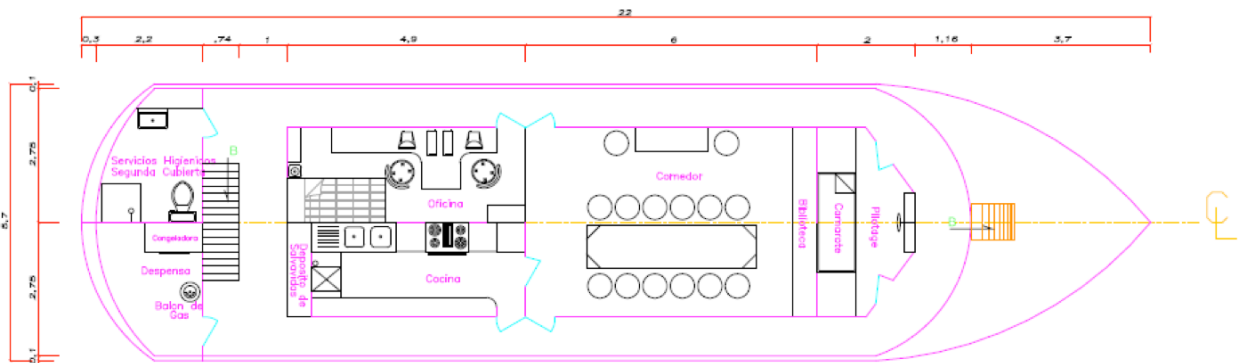 22
0,3
2,2
,74
1
4,9
6
2
1,16
3,7
0,1
2,75
5,7
2,75
0,1
Servicios Higienicos
Segunda Cubierta
B
Congeladora
Despensa
Balon de
Gas
Oficina
Deposito de
Salvavidas
Cocina
Comedor
Biblioteca
Camarote
Pilotage
B
CL